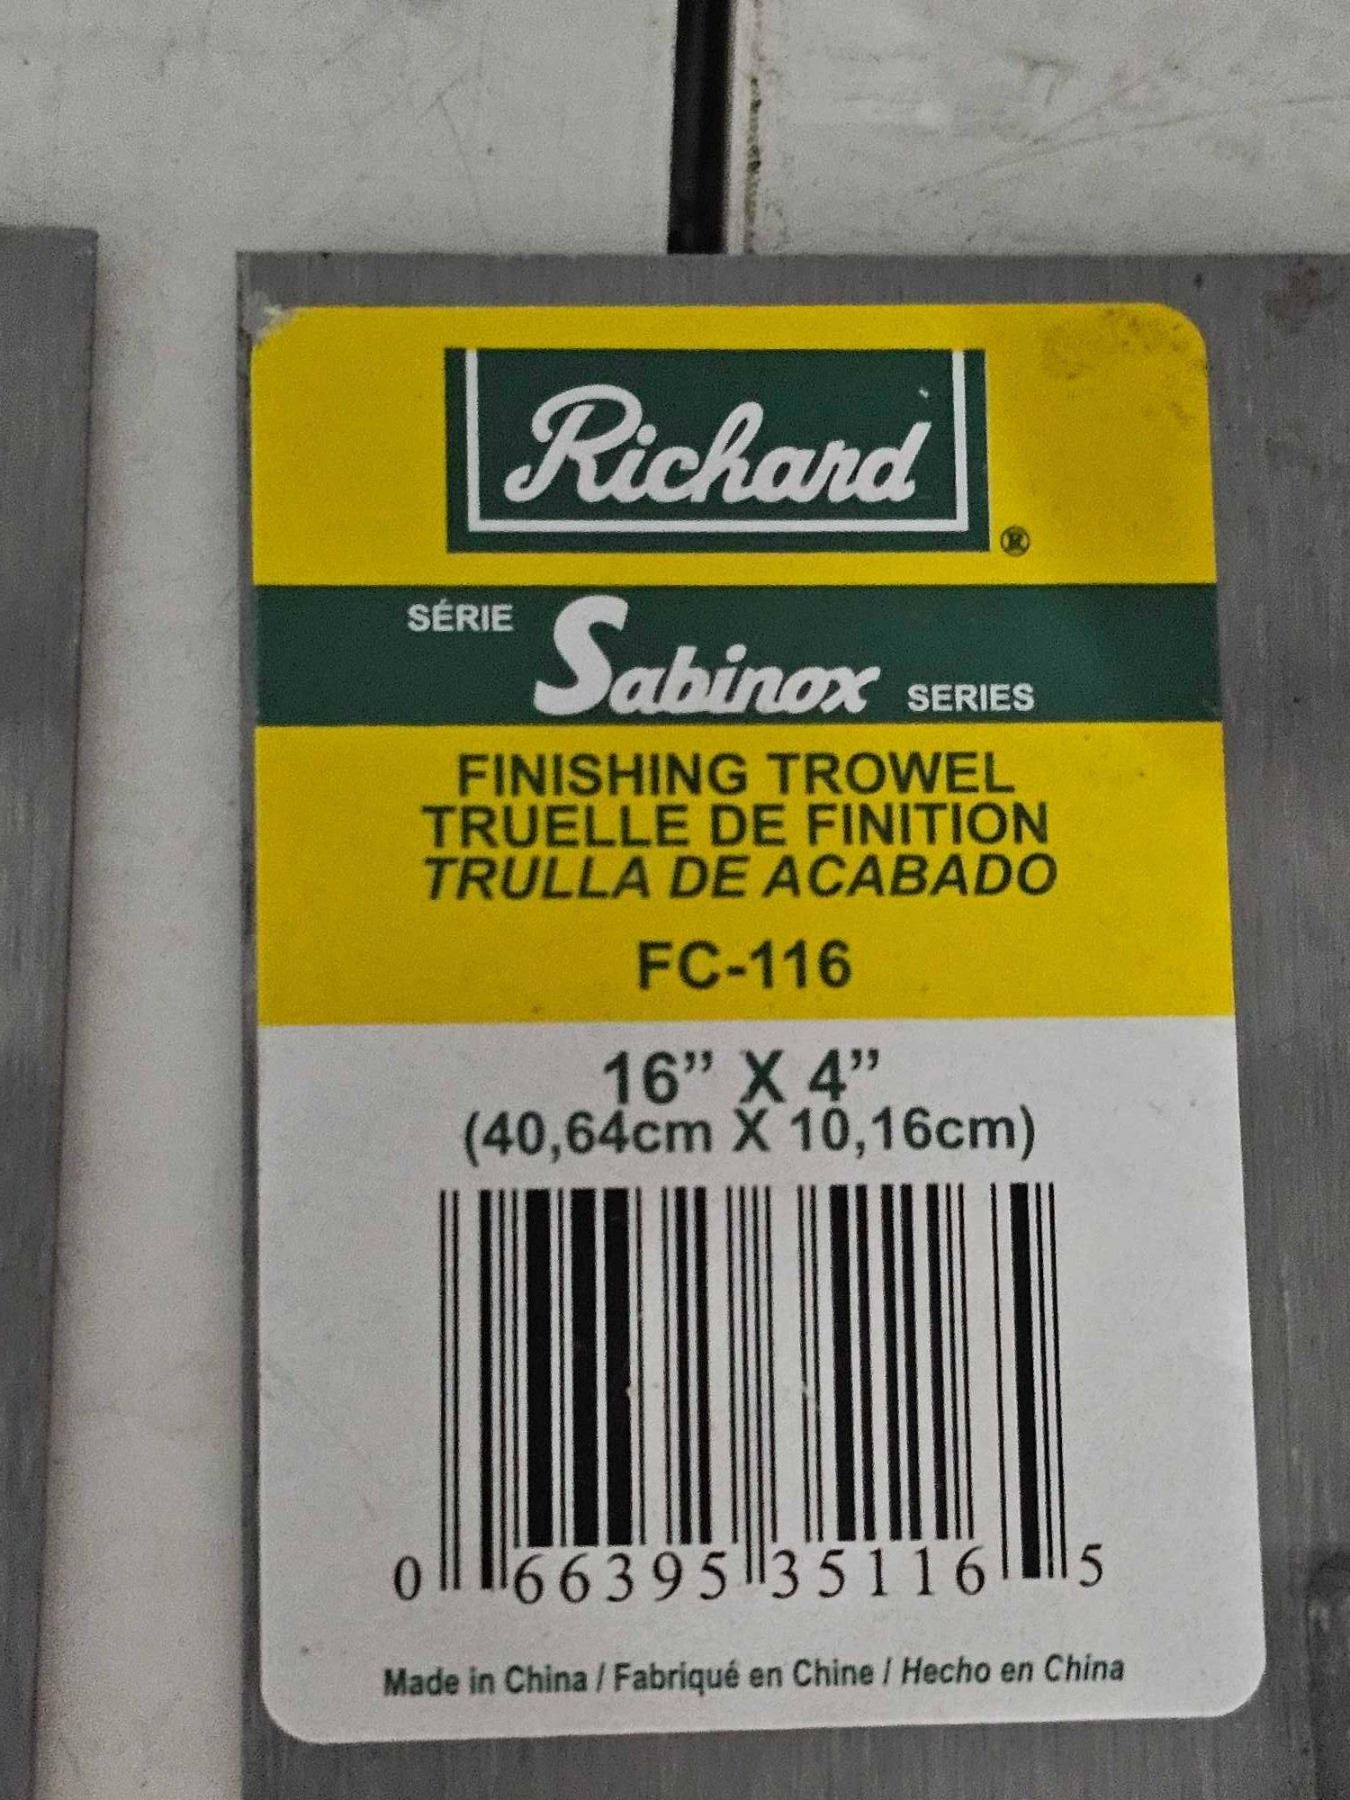 Richard
®
SÉRIE Sabinox SERIES
FINISHING TROWEL
TRUELLE DE FINITION
TRULLA DE ACABADO
FC-116
16” X 4”
(40,64cm X 10,16cm)
0 66395 35116 5
Made in China / Fabriqué en Chine / Hecho en China